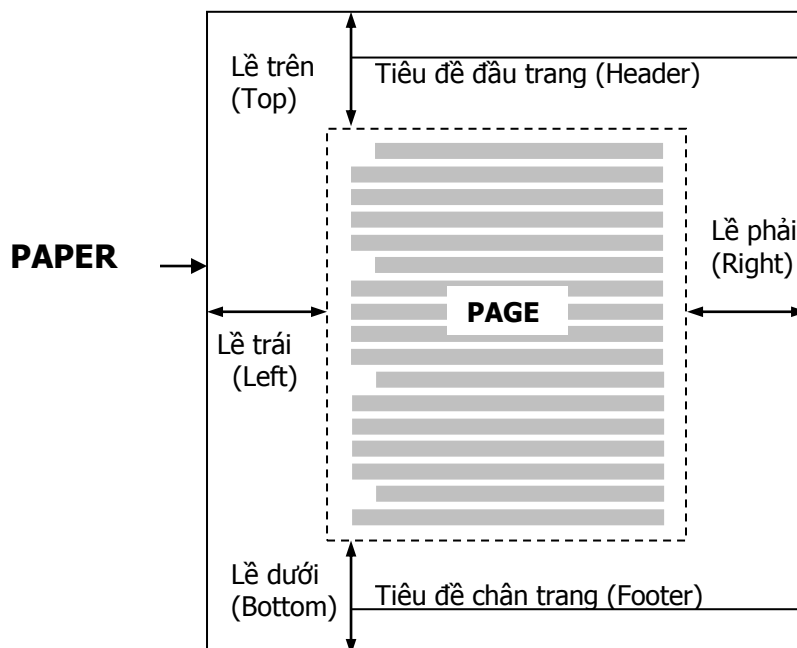 Lề trên
(Top)
Tiêu đề đầu trang (Header)
PAPER
Lề phải
(Right)
PAGE
Lề trái
(Left)
Lề dưới
(Bottom)
Tiêu đề chân trang (Footer)